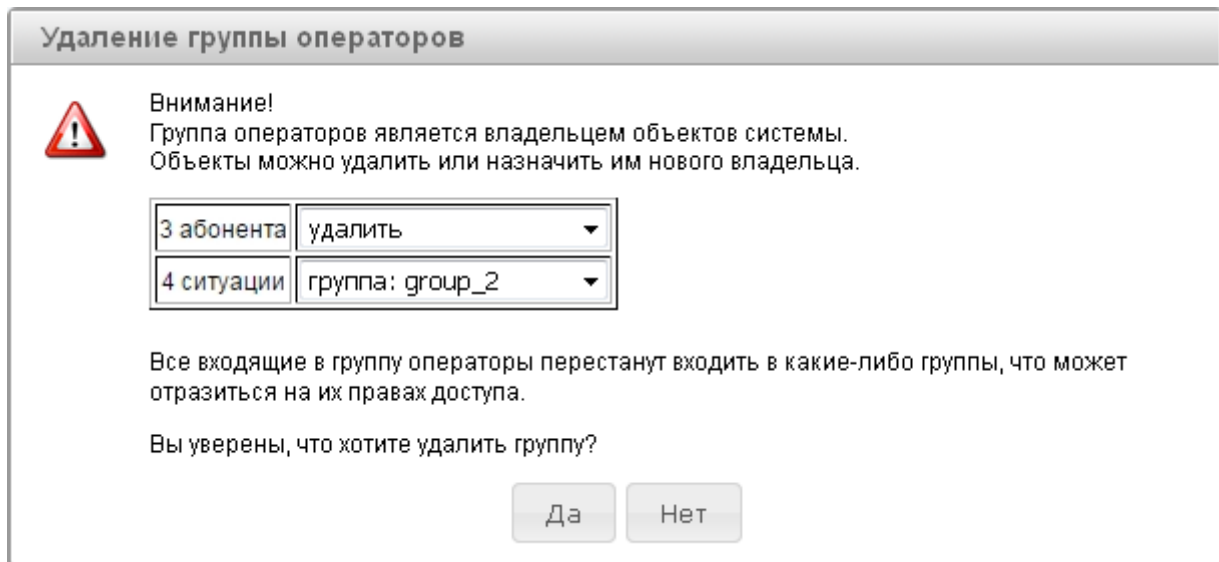 Удаление группы операторов
Внимание!
Группа операторов является владельцем объектов системы.
Объекты можно удалить или назначить им нового владельца.
3 абонента удалить
4 ситуации группа: group_2
Все входящие в группу операторы перестанут входить в какие-либо группы, что может
отразиться на их правах доступа.
Вы уверены, что хотите удалить группу?
Да Нет